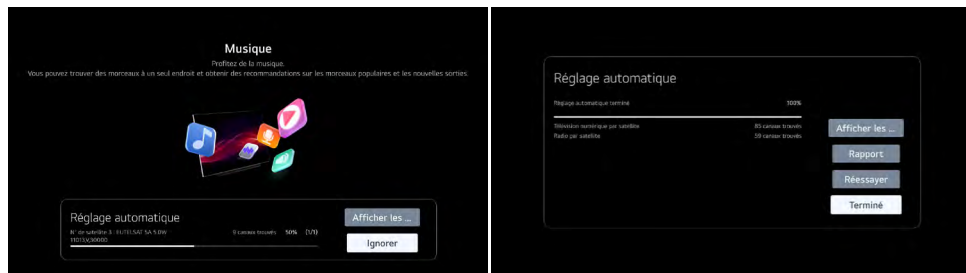 Musique
Profitez de la musique.
Vous pouvez trouver des morceaux à un seul endroit et obtenir des recommandations sur les morceaux populaires et les nouvelles sorties.
Réglage automatique
N° de satellite 3 : EUTELSAT 5A 5.0W
11013,V,30000
9 canaux trouvés 50% (1/1)
Afficher les ...
Ignorer
Réglage automatique
Réglage automatique terminé 100%
Télévision numérique par satellite 85 canaux trouvés
Radio par satellite 59 canaux trouvés
Afficher les ...
Rapport
Réessayer
Terminé